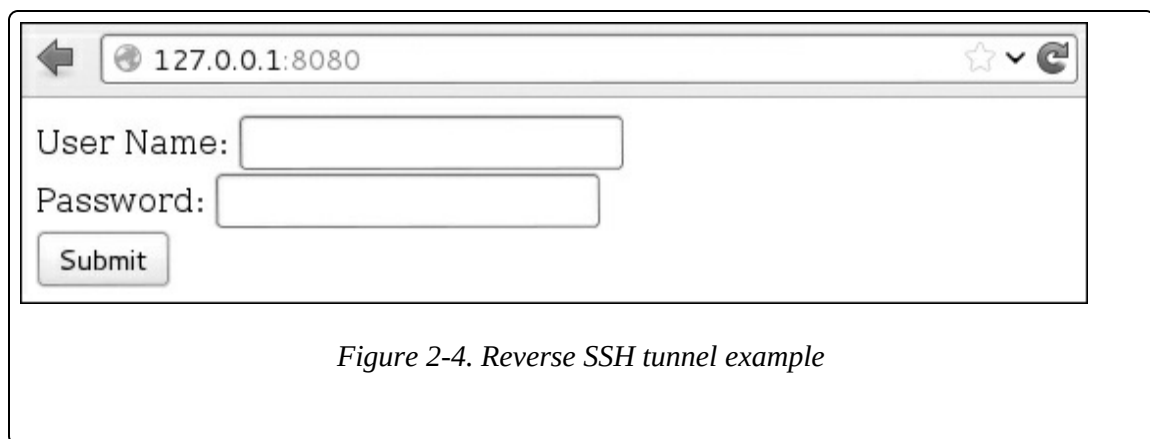 127.0.0.1:8080
User Name:
Password:
Submit
Figure 2-4. Reverse SSH tunnel example